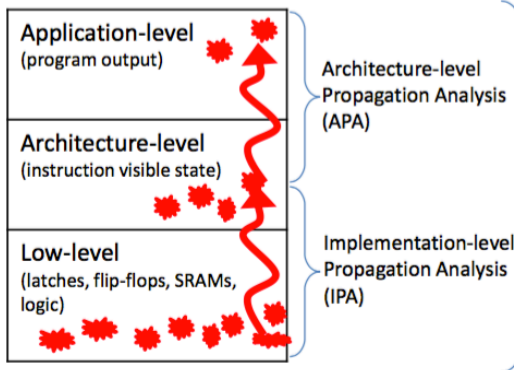 Application-level
(program output)
Architecture-level
Propagation Analysis
(APA)
Architecture-level
(instruction visible state)
Low-level
(latches, flip-flops, SRAMs,
logic)
Implementation-level
Propagation Analysis
(IPA)